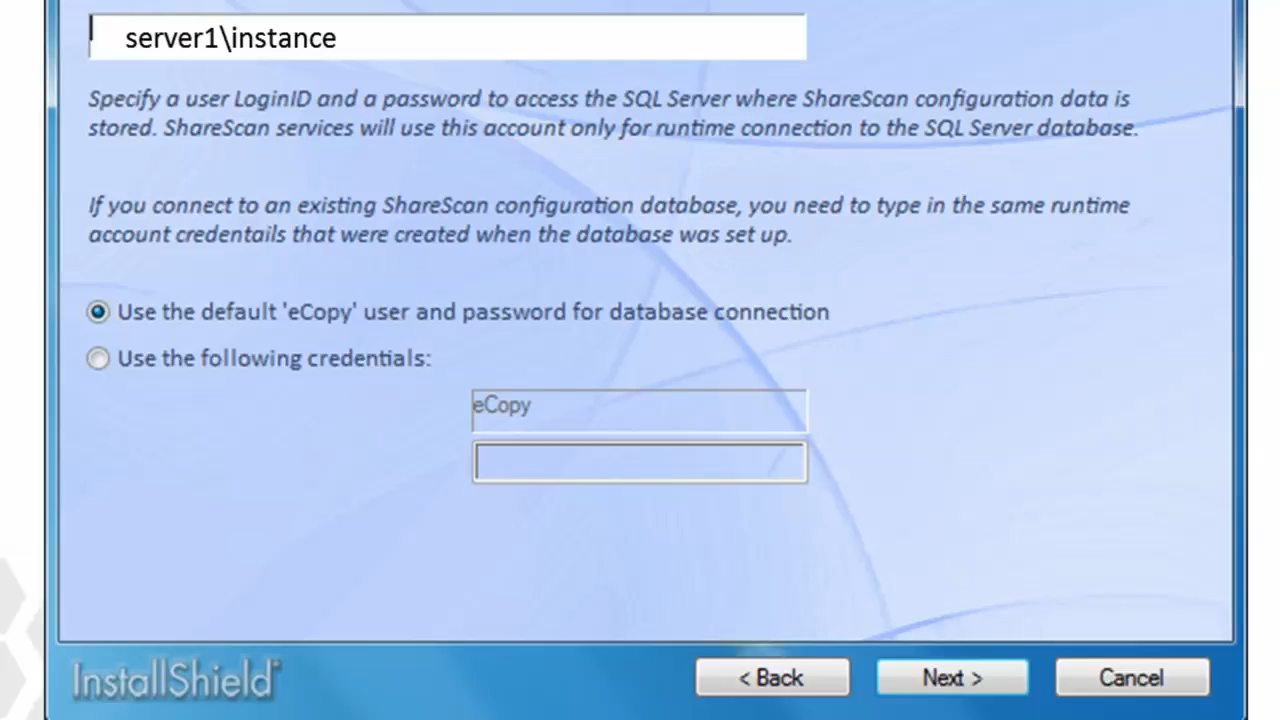 server1\instance
Specify a user LoginID and a password to access the SQL Server where ShareScan configuration data is
stored. ShareScan services will use this account only for runtime connection to the SQL Server database.
If you connect to an existing ShareScan configuration database, you need to type in the same runtime
account credentails that were created when the database was set up.
Use the default 'eCopy' user and password for database connection
Use the following credentials:
eCopy
InstallShield
< Back
Next >
Cancel